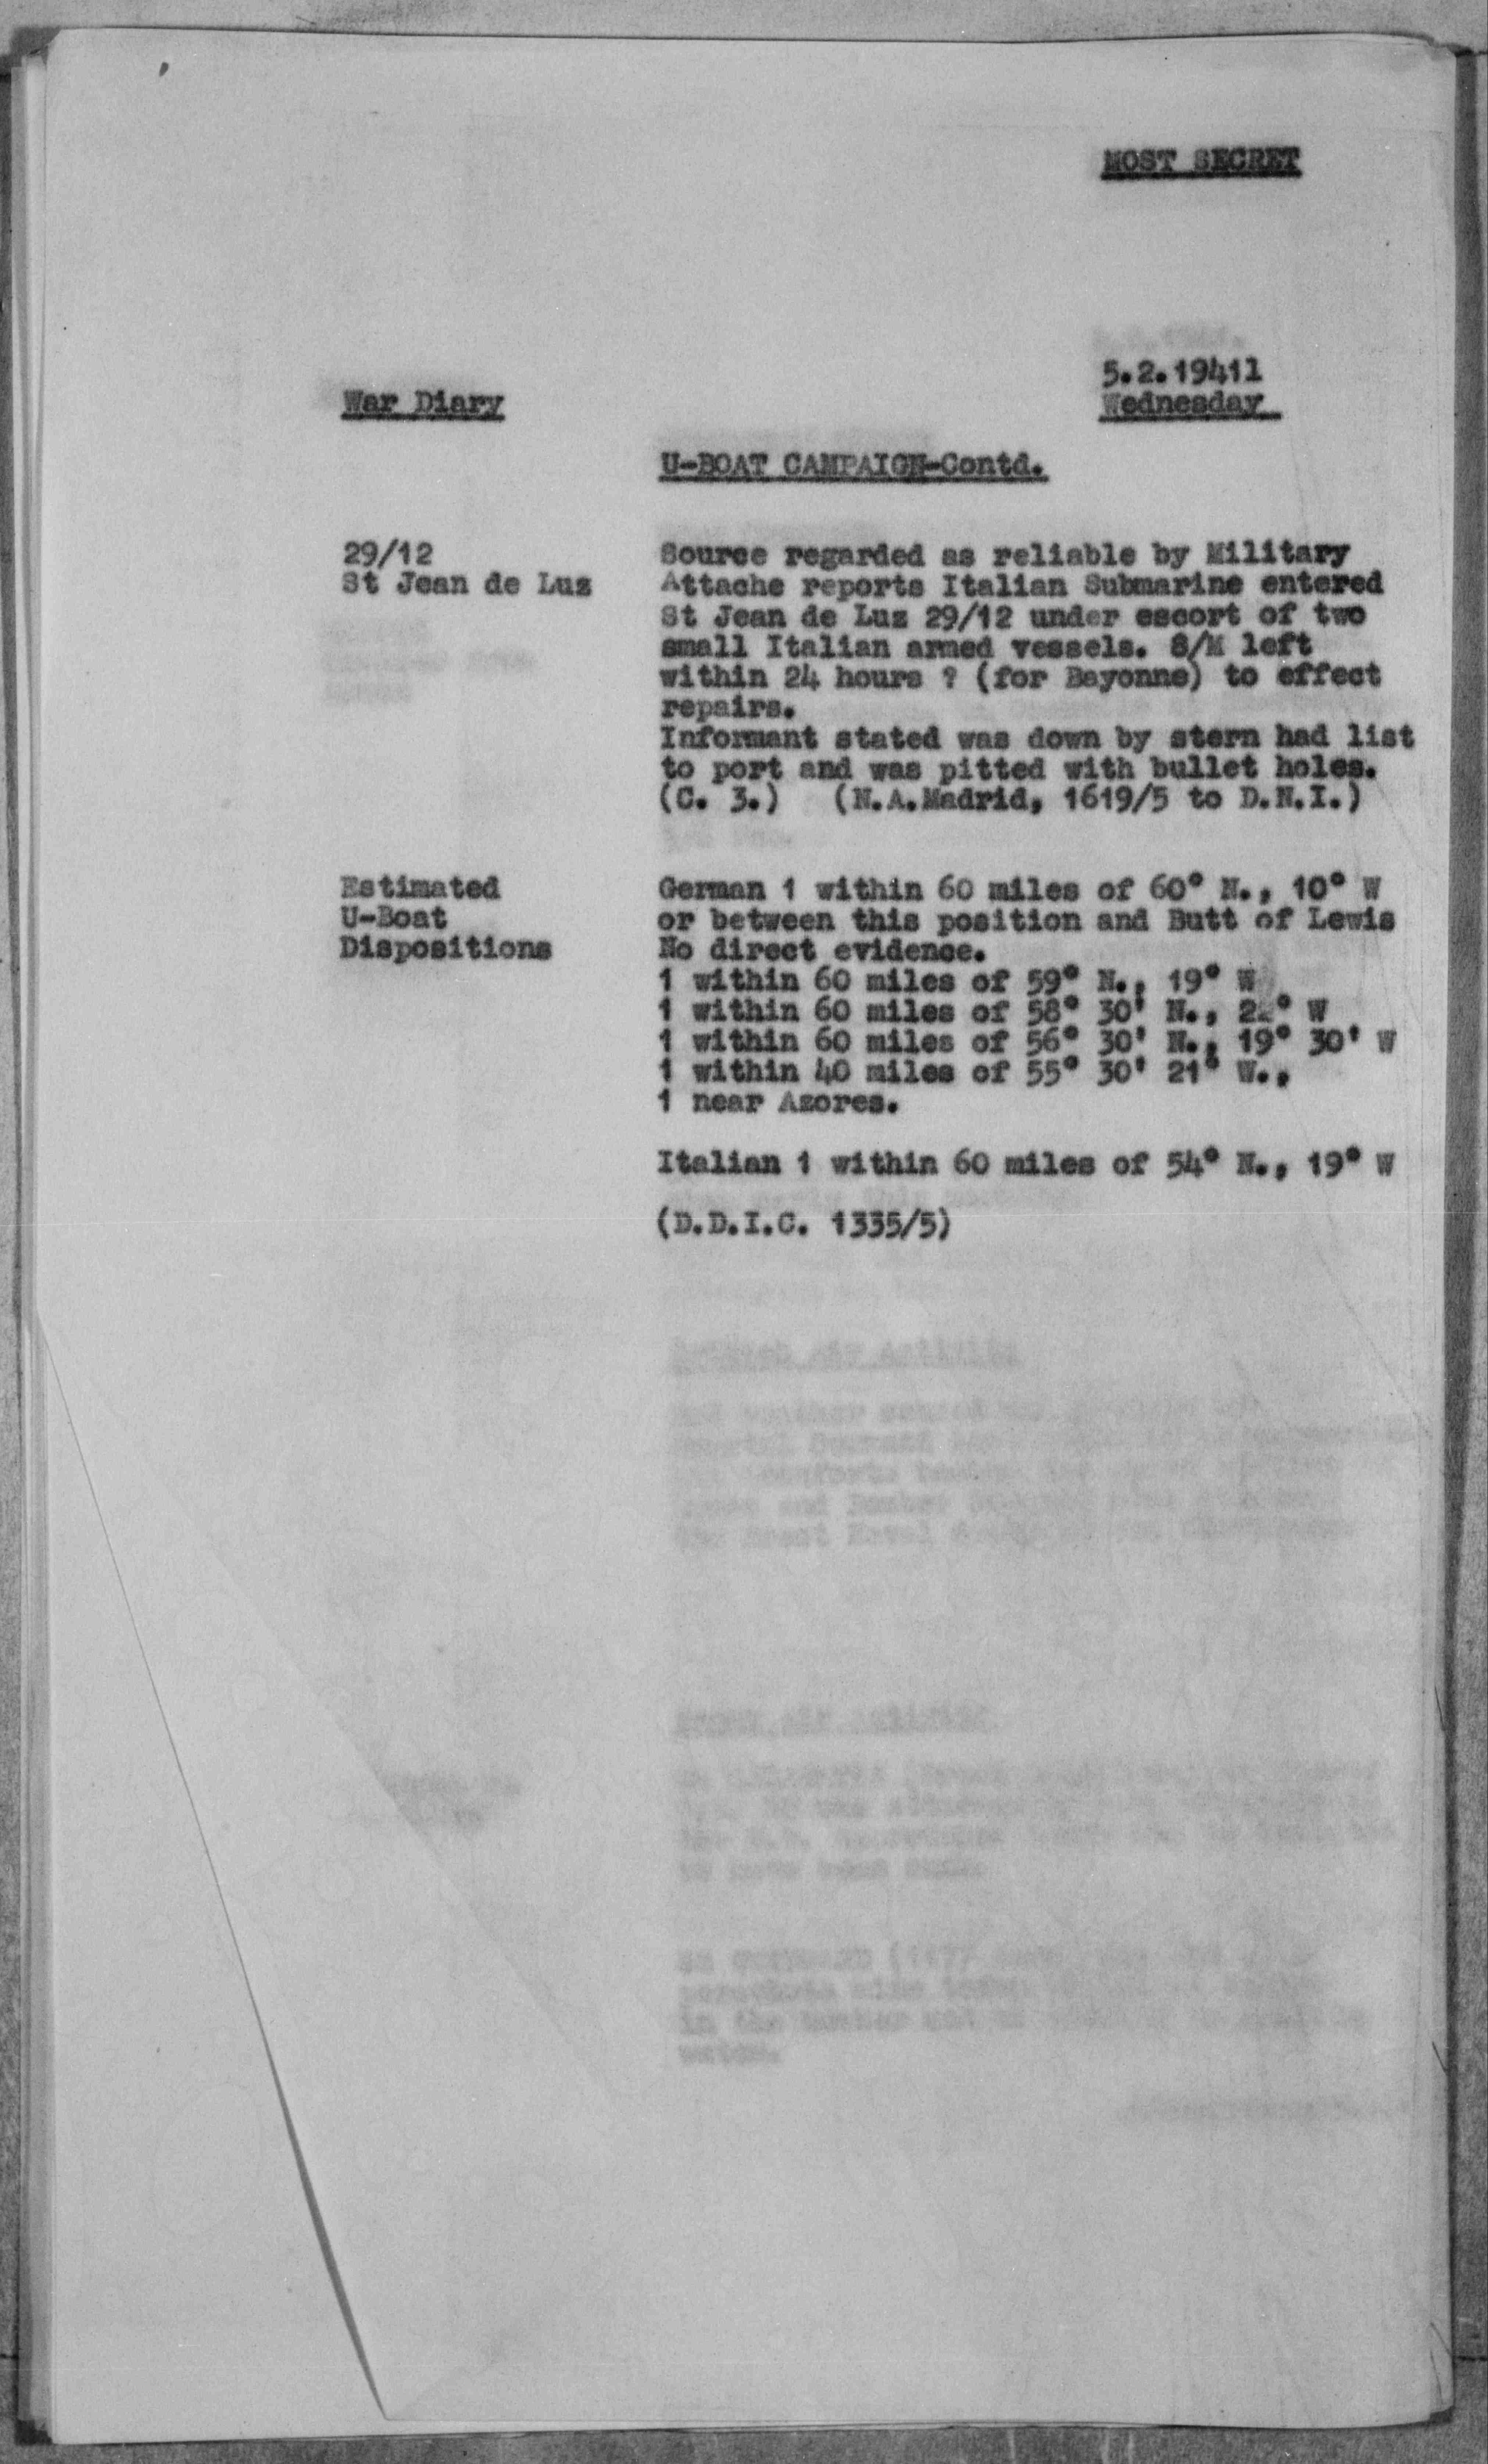 MOST SECRET
5.2.19411
War Diary
Wednesday
U-BOAT CAMPAIGN-Contd.
29/12
St Jean de Luz
Source regarded as reliable by Military
Attache reports Italian Submarine entered
St Jean de Luz 29/12 under escort of two
small Italian armed vessels. S/M left
within 24 hours ? (for Bayonne) to effect
repairs.
Informant stated was down by stern had list
to port and was pitted with bullet holes.
(C. 3.) (N.A.Madrid, 1619/5 to D.N.I.)
Estimated
U-Boat
Dispositions
German 1 within 60 miles of 60° N., 10° W
or between this position and Butt of Lewis
No direct evidence.
1 within 60 miles of 59° N., 19° W
1 within 60 miles of 58° 30' N., W
1 within 60 miles of 56° 30' N., 19° 30' W
1 within 40 miles of 55° 30' 21° W.,
1 near Azores.
Italian 1 within 60 miles of 54° N., 19° W
(D.D.I.C. 1335/5)